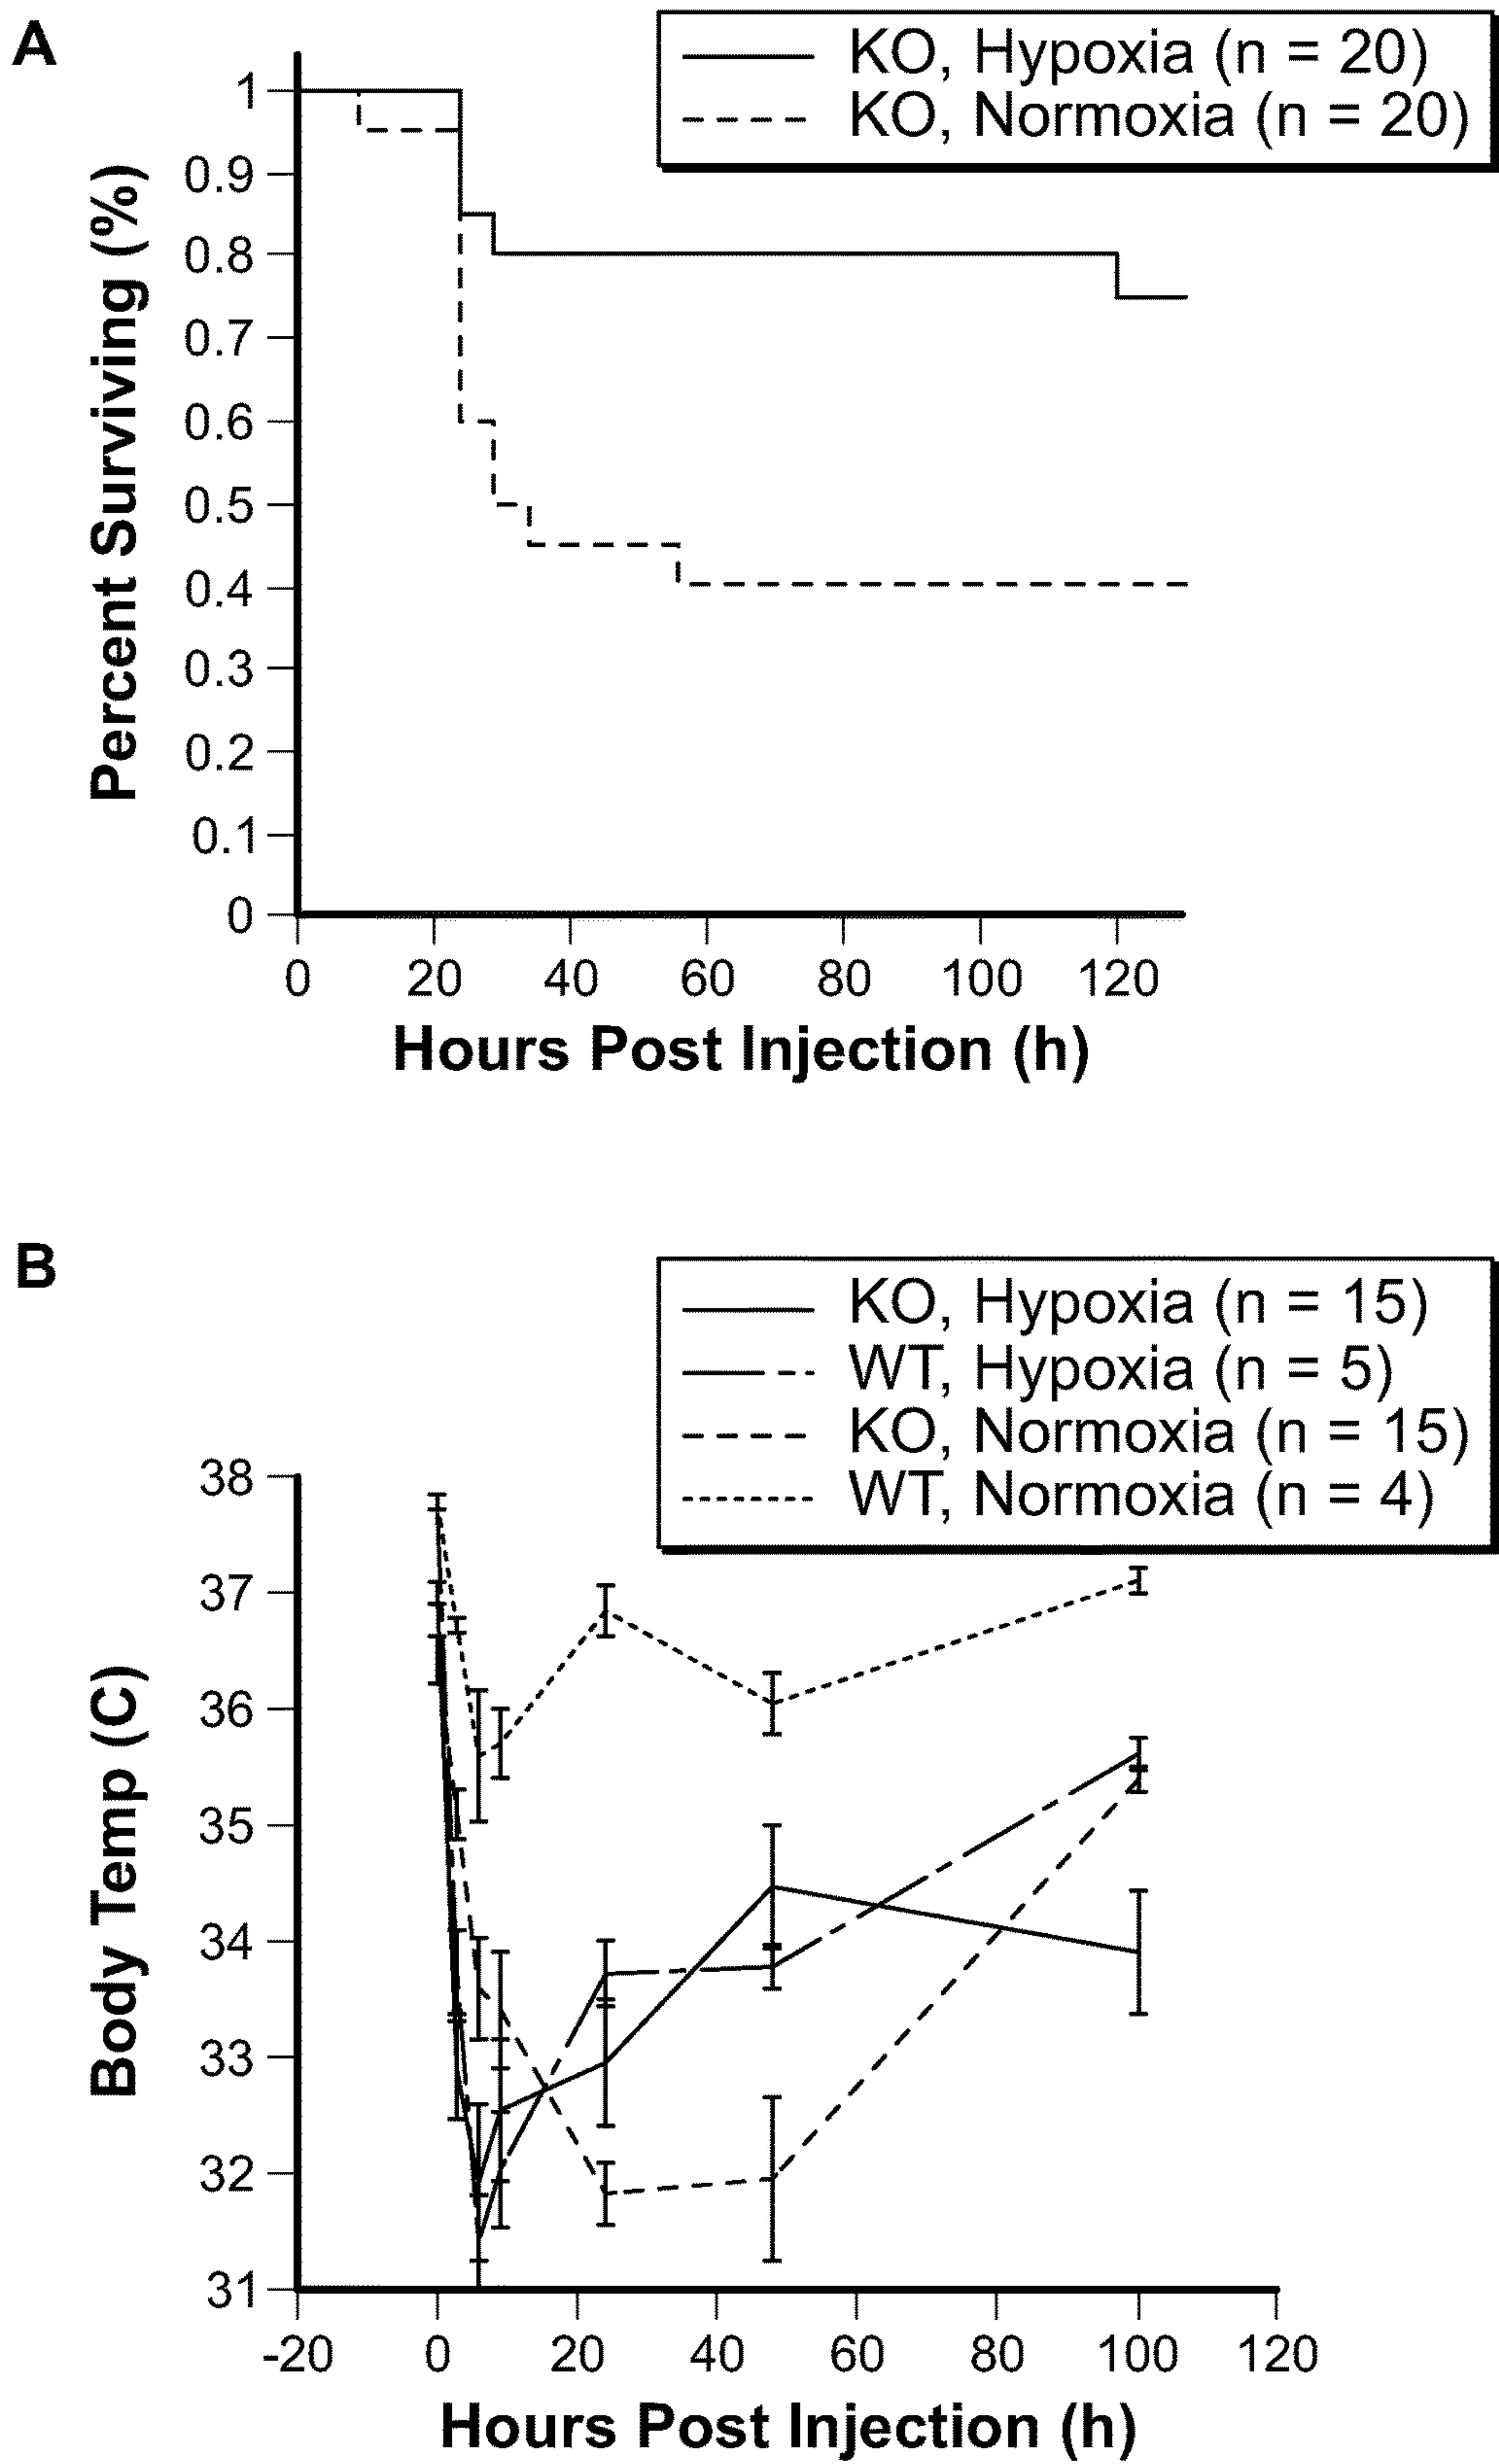 A
KO, Hypoxia (n = 20)
KO, Normoxia (n = 20)
Percent Surviving (%)
1
0.9
0.8
0.7
0.6
0.5
0.4
0.3
0.2
0.1
0
0 20 40 60 80 100 120
Hours Post Injection (h)
B
KO, Hypoxia (n = 15)
WT, Hypoxia (n = 5)
KO, Normoxia (n = 15)
WT, Normoxia (n = 4)
Body Temp (C)
38
37
36
35
34
33
32
31
-20 0 20 40 60 80 100 120
Hours Post Injection (h)